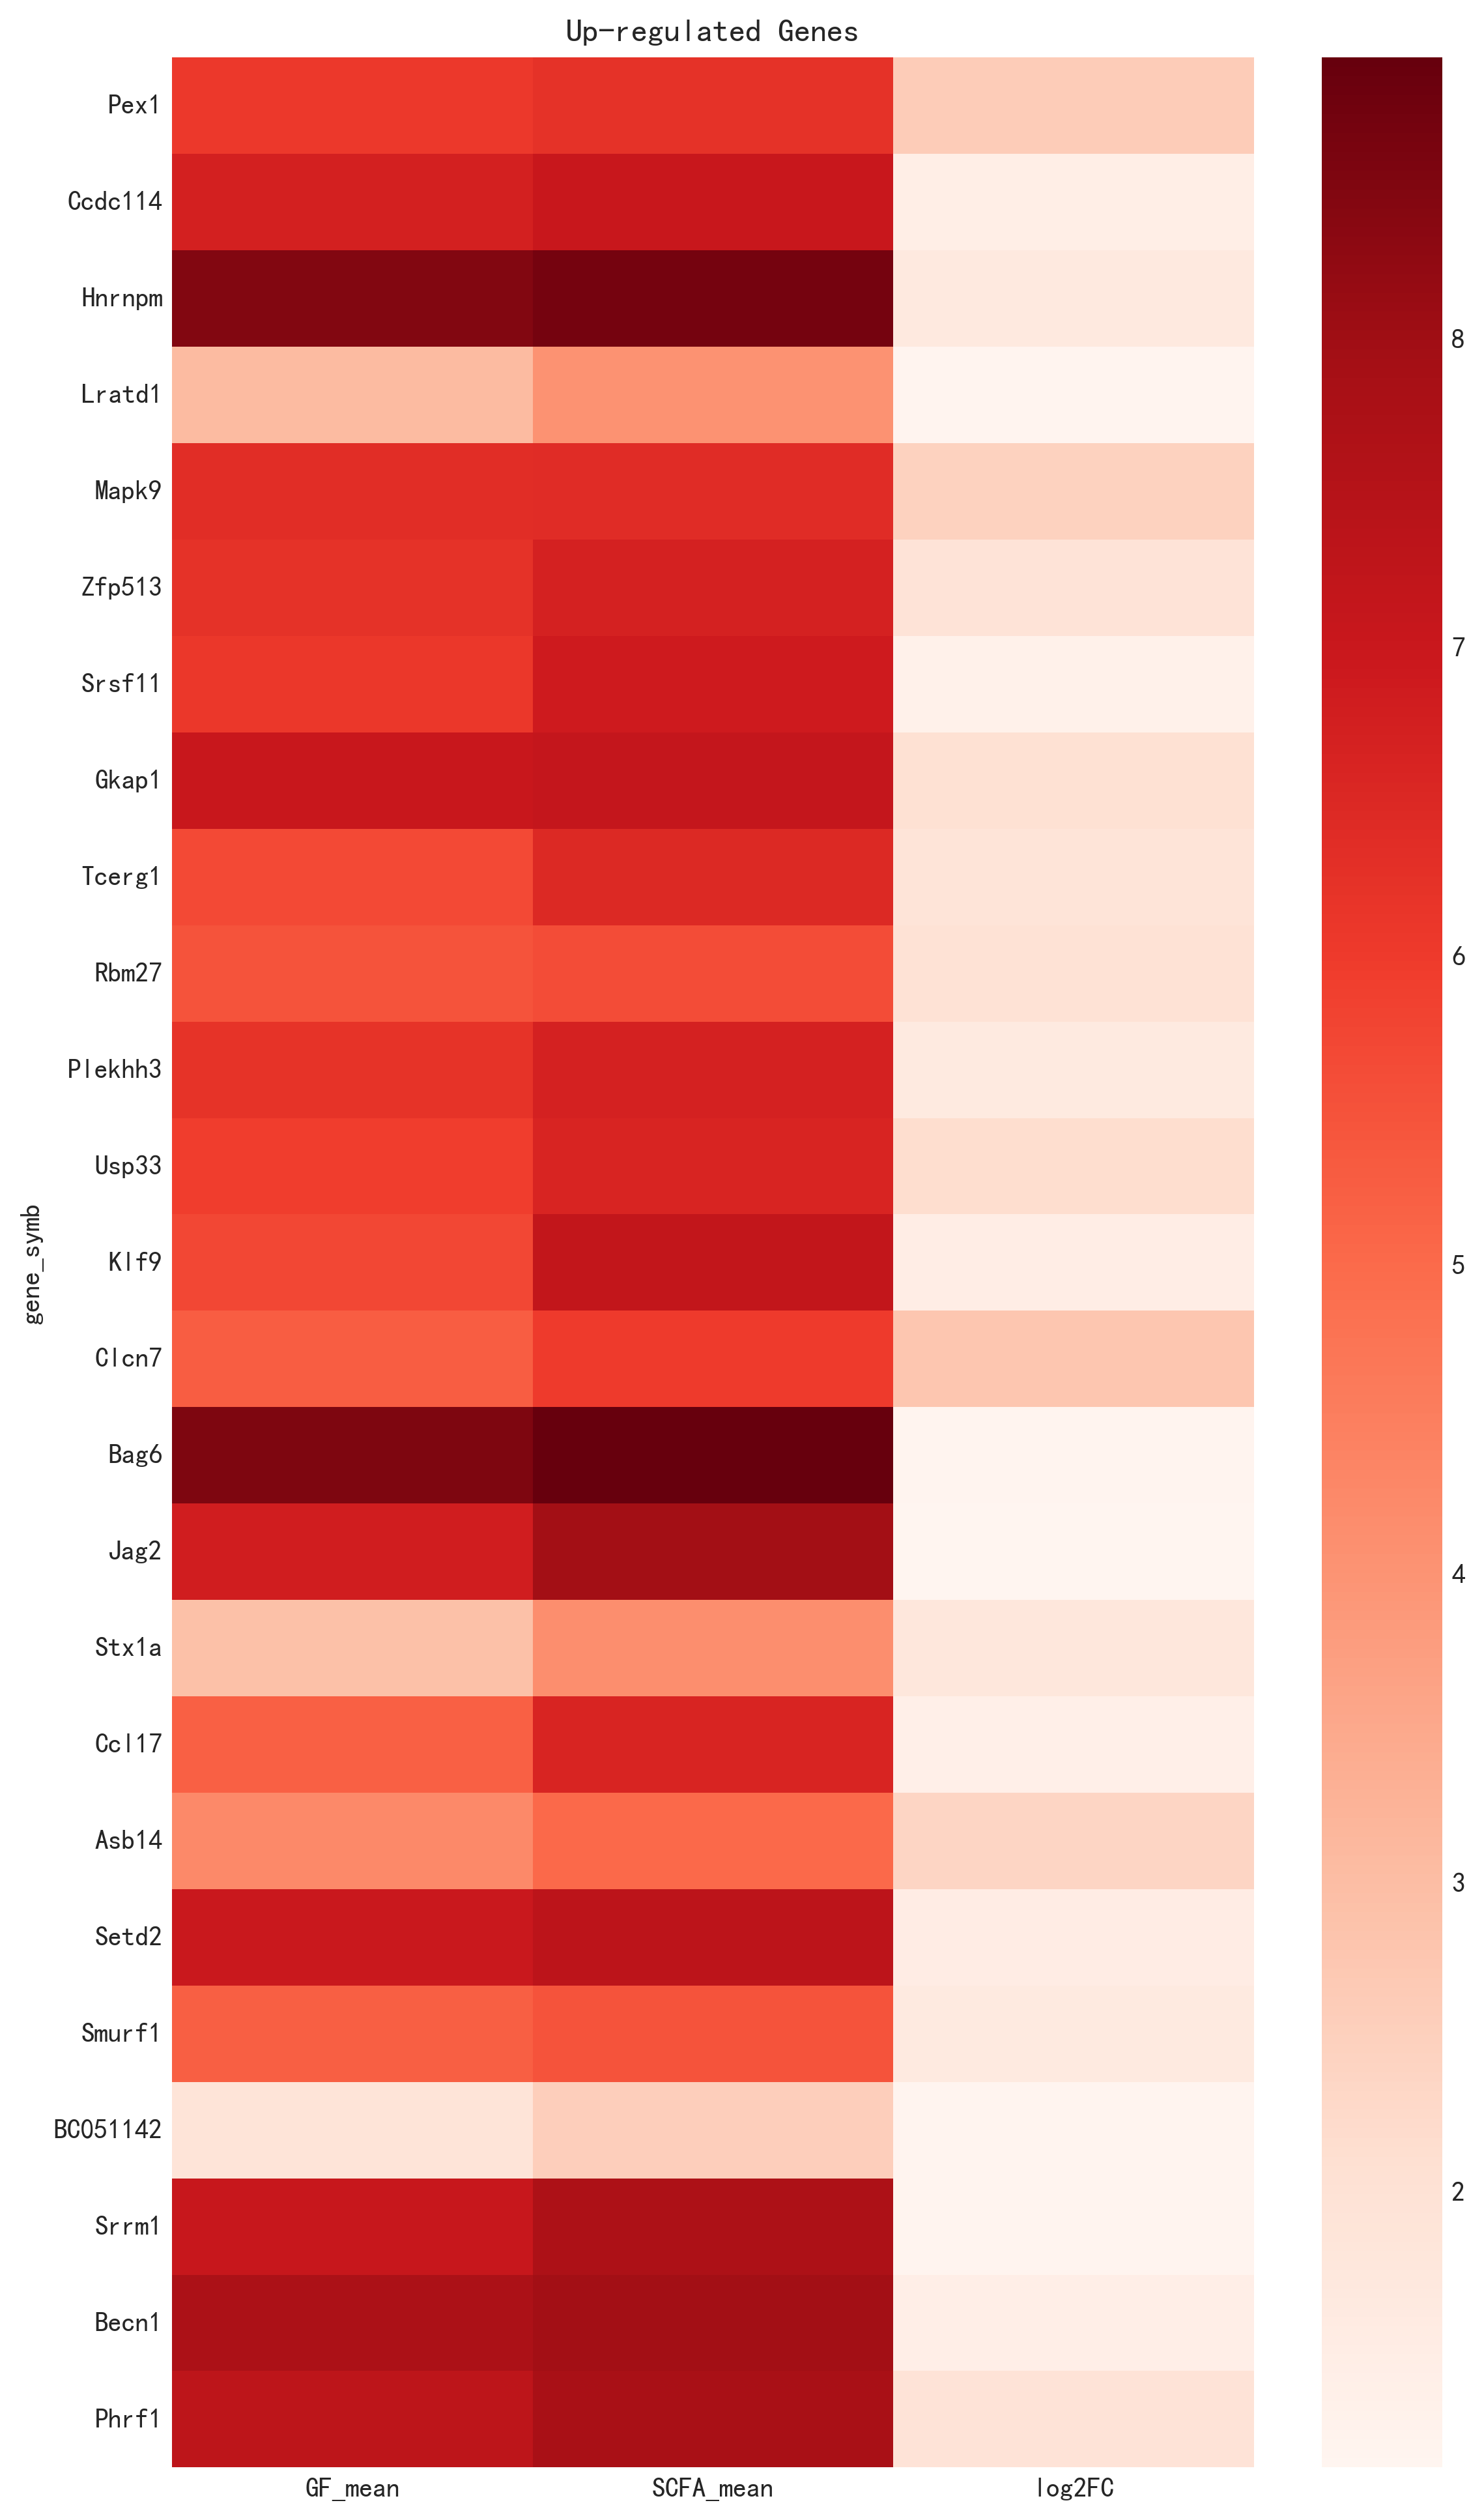 Up-regulated Genes
Pex1
Ccdc114
Hnrnpm
Lratd1
Mapk9
Zfp513
Srsf11
Gkap1
Tcerg1
Rbm27
Plekhh3
Usp33
Klf9
Clcn7
Bag6
Jag2
Stx1a
Ccl17
Asb14
Setd2
Smurf1
BC051142
Srrm1
Becn1
Phrf1
gene_symb
GF_mean
SCFA_mean
log2FC
8
7
6
5
4
3
2